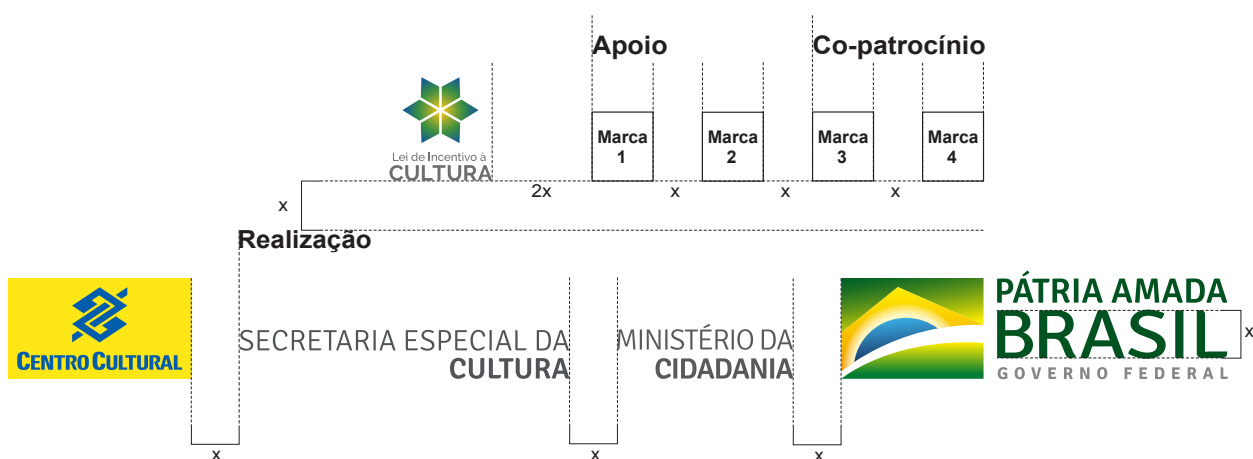 Apoio
Co-patrocínio
Marca
1
Marca
2
Marca
3
Marca
4
Lei de Incentivo à
CULTURA
2x
x
x
x
x
Realização
CENTRO CULTURAL
SECRETARIA ESPECIAL DA
CULTURA
MINISTÉRIO DA
CIDADANIA
PÁTRIA AMADA
BRASIL
GOVERNO FEDERAL
x
x
x
x